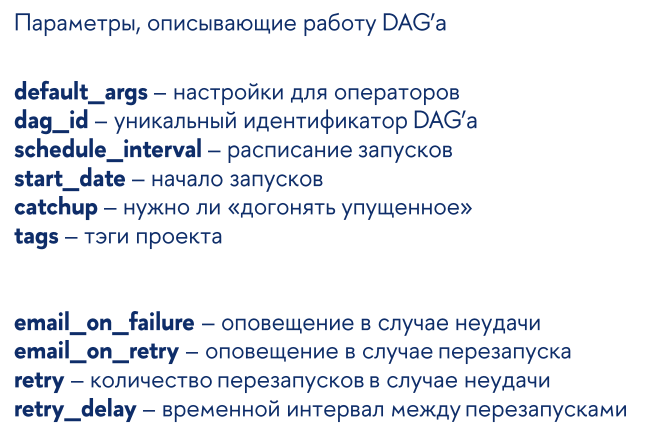 Параметры, описывающие работу DAG’а
default_args – настройки для операторов
dag_id – уникальный идентификатор DAG’а
schedule_interval – расписание запусков
start_date – начало запусков
catchup – нужно ли «догонять упущенное»
tags – тэги проекта
email_on_failure – оповещение в случае неудачи
email_on_retry – оповещение в случае перезапуска
retry – количество перезапусков в случае неудачи
retry_delay – временной интервал между перезапусками